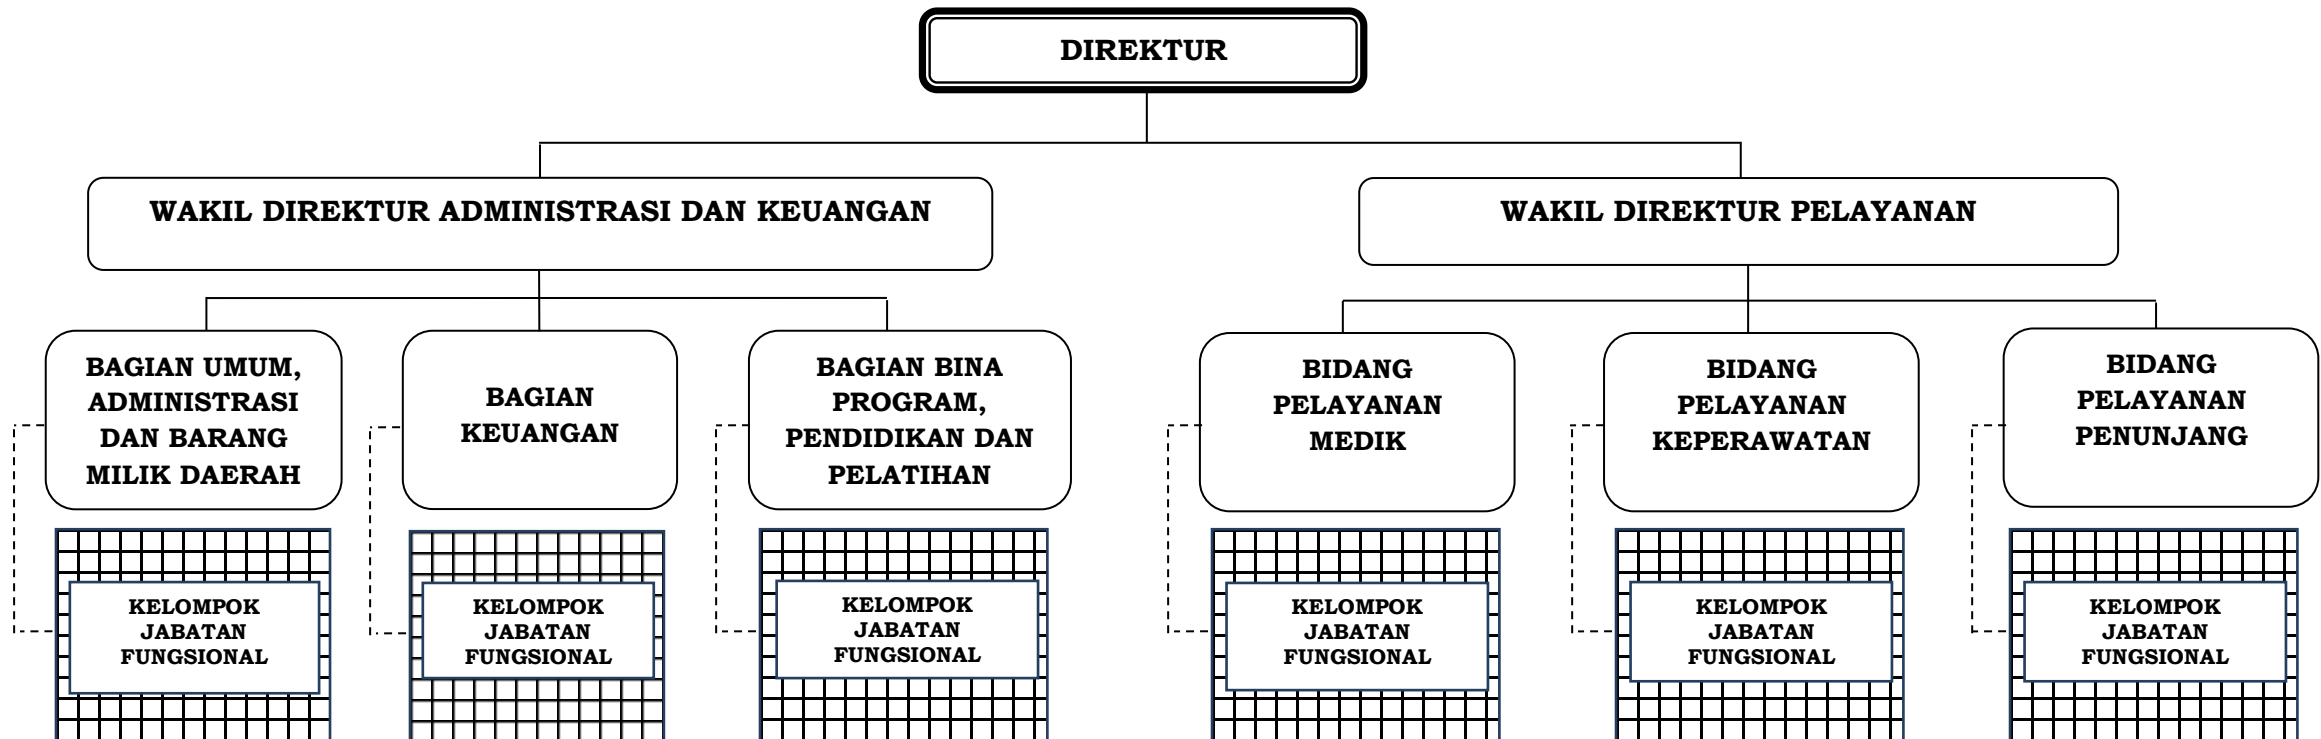 DIREKTUR
WAKIL DIREKTUR ADMINISTRASI DAN KEUANGAN
WAKIL DIREKTUR PELAYANAN
BAGIAN UMUM,
ADMINISTRASI
DAN BARANG
MILIK DAERAH
BAGIAN
KEUANGAN
BAGIAN BINA
PROGRAM,
PENDIDIKAN DAN
PELATIHAN
BIDANG
PELAYANAN
MEDIK
BIDANG
PELAYANAN
KEPERAWATAN
BIDANG
PELAYANAN
PENUNJANG
KELOMPOK
JABATAN
FUNGSIONAL
KELOMPOK
JABATAN
FUNGSIONAL
KELOMPOK
JABATAN
FUNGSIONAL
KELOMPOK
JABATAN
FUNGSIONAL
KELOMPOK
JABATAN
FUNGSIONAL
KELOMPOK
JABATAN
FUNGSIONAL